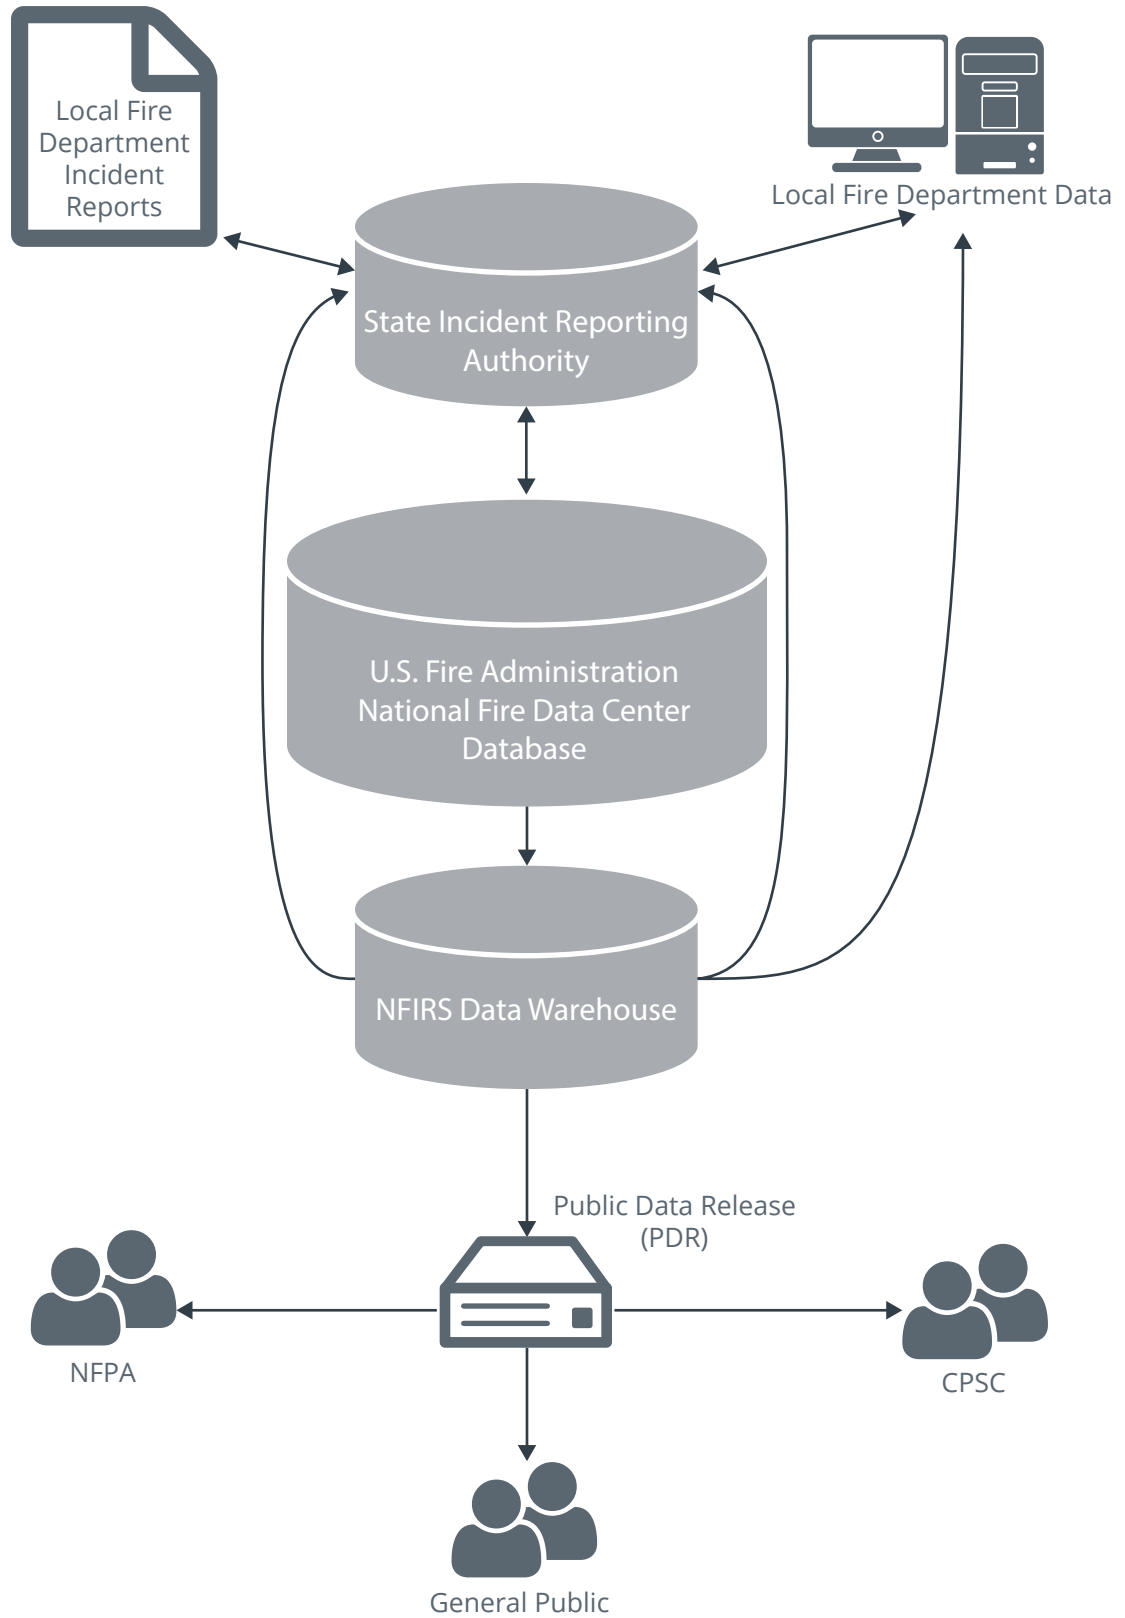 Local Fire
Department
Incident
Reports
Local Fire Department Data
State Incident Reporting
Authority
U.S. Fire Administration
National Fire Data Center
Database
NFIRS Data Warehouse
Public Data Release
(PDR)
NFPA
CPSC
General Public